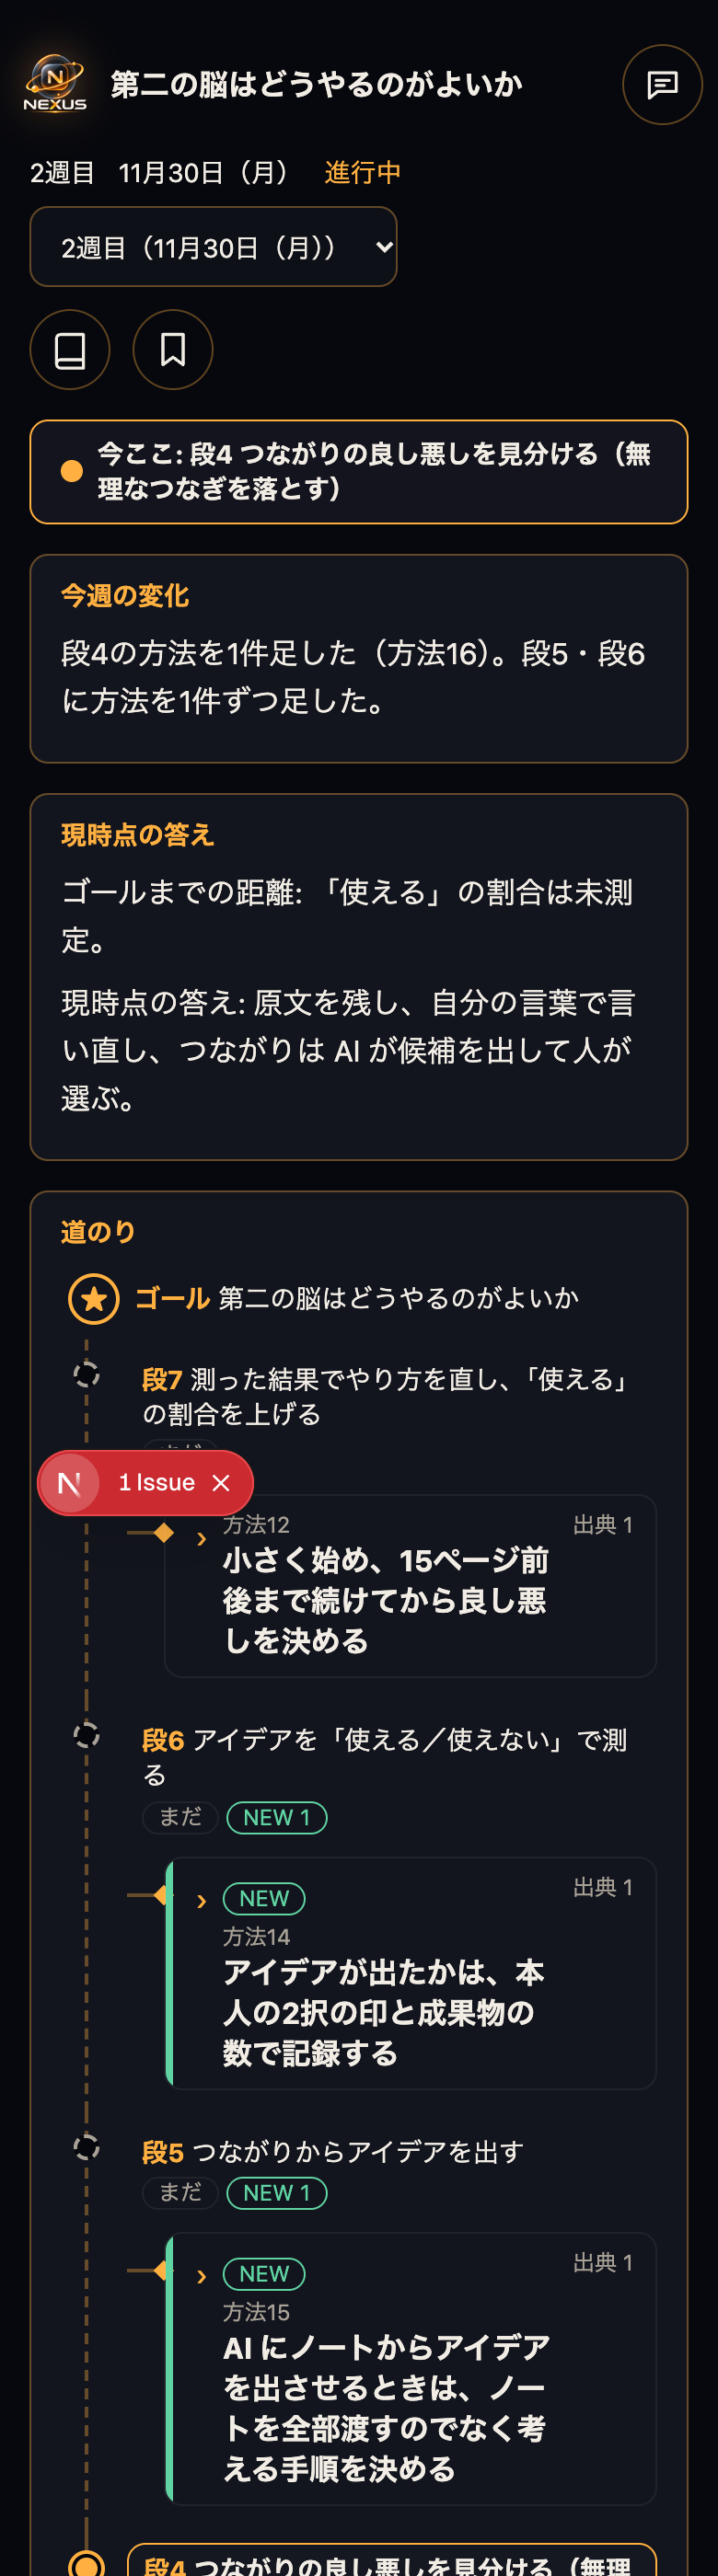 N
NEXUS
第二の脳はどうやるのがよいか
2週目 11月30日（月） 進行中
2週目（11月30日（月））
今ここ: 段4 つながりの良し悪しを見分ける（無
理なつなぎを落とす）
今週の変化
段4の方法を1件足した（方法16）。段5・段6
に方法を1件ずつ足した。
現時点の答え
ゴールまでの距離: 「使える」の割合は未測
定。
現時点の答え: 原文を残し、自分の言葉で言
い直し、つながりは AI が候補を出して人が
選ぶ。
道のり
ゴール 第二の脳はどうやるのがよいか
段7 測った結果でやり方を直し、「使える」
の割合を上げる
N 1 Issue
方法12
出典 1
小さく始め、15ページ前
後まで続けてから良し悪
しを決める
段6 アイデアを「使える／使えない」で測
る
まだ NEW 1
NEW
出典 1
方法14
アイデアが出たかは、本
人の2択の印と成果物の
数で記録する
段5 つながりからアイデアを出す
まだ NEW 1
NEW
出典 1
方法15
AI にノートからアイデア
を出させるときは、ノー
トを全部渡すのでなく考
える手順を決める
段4 つながりの良し悪しを見分ける（無理